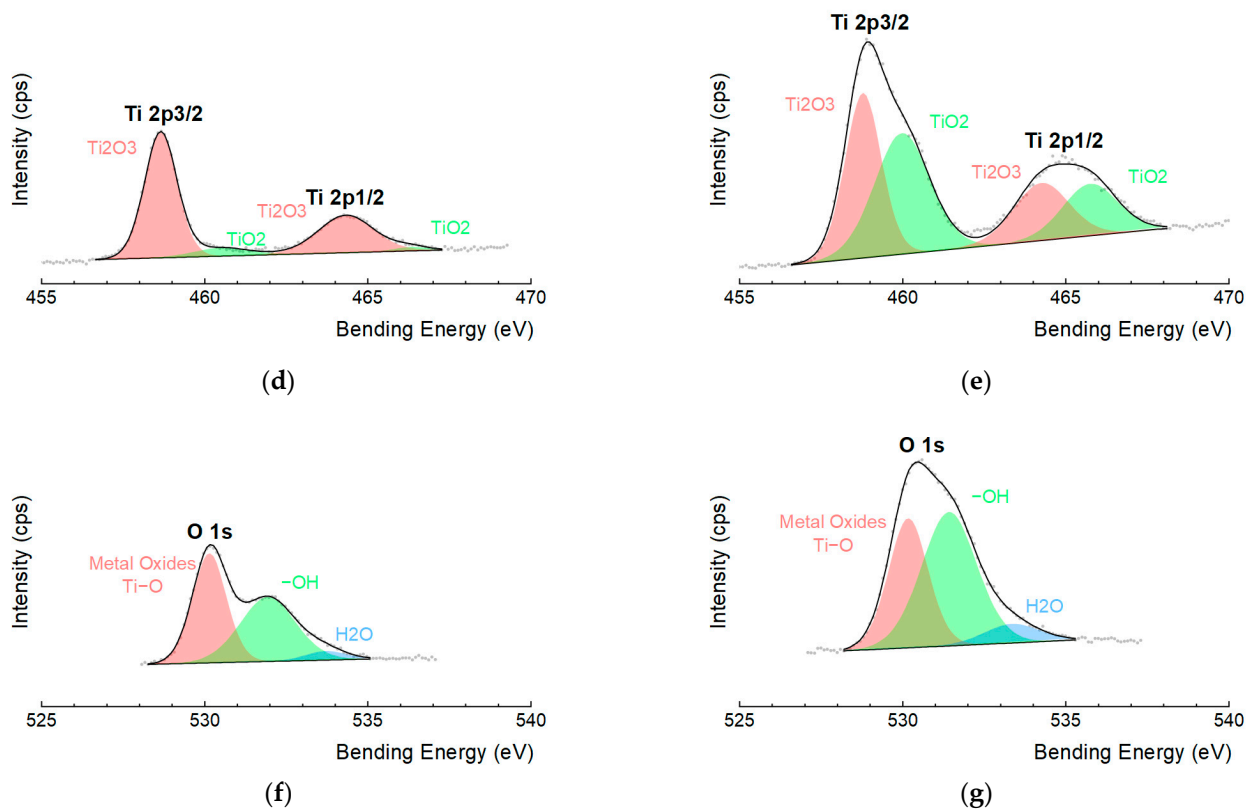 Ti 2p3/2
Ti2O3
TiO2
Ti2O3
Ti 2p1/2
TiO2
Intensity (cps)
455
460
465
470
Bending Energy (eV)
(d)
Ti 2p3/2
Ti2O3
TiO2
Ti 2p1/2
Ti2O3
TiO2
Intensity (cps)
455
460
465
470
Bending Energy (eV)
(e)
O 1s
Metal Oxides
Ti−O
−OH
H2O
Intensity (cps)
525
530
535
540
Bending Energy (eV)
(f)
O 1s
−OH
Metal Oxides
Ti−O
H2O
Intensity (cps)
525
530
535
540
Bending Energy (eV)
(g)